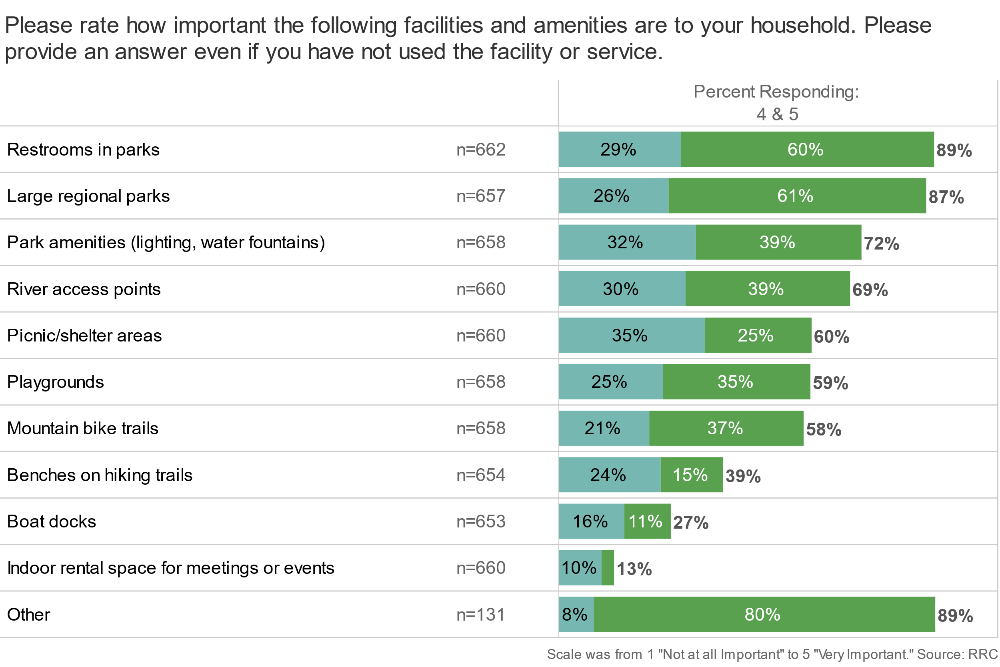 Please rate how important the following facilities and amenities are to your household. Please
provide an answer even if you have not used the facility or service.
Percent Responding:
4 & 5
Restrooms in parks n=662 29% 60% 89%
Large regional parks n=657 26% 61% 87%
Park amenities (lighting, water fountains) n=658 32% 39% 72%
River access points n=660 30% 39% 69%
Picnic/shelter areas n=660 35% 25% 60%
Playgrounds n=658 25% 35% 59%
Mountain bike trails n=658 21% 37% 58%
Benches on hiking trails n=654 24% 15% 39%
Boat docks n=653 16% 11% 27%
Indoor rental space for meetings or events n=660 10% 13%
Other n=131 8% 80% 89%
Scale was from 1 "Not at all Important" to 5 "Very Important." Source: RRC